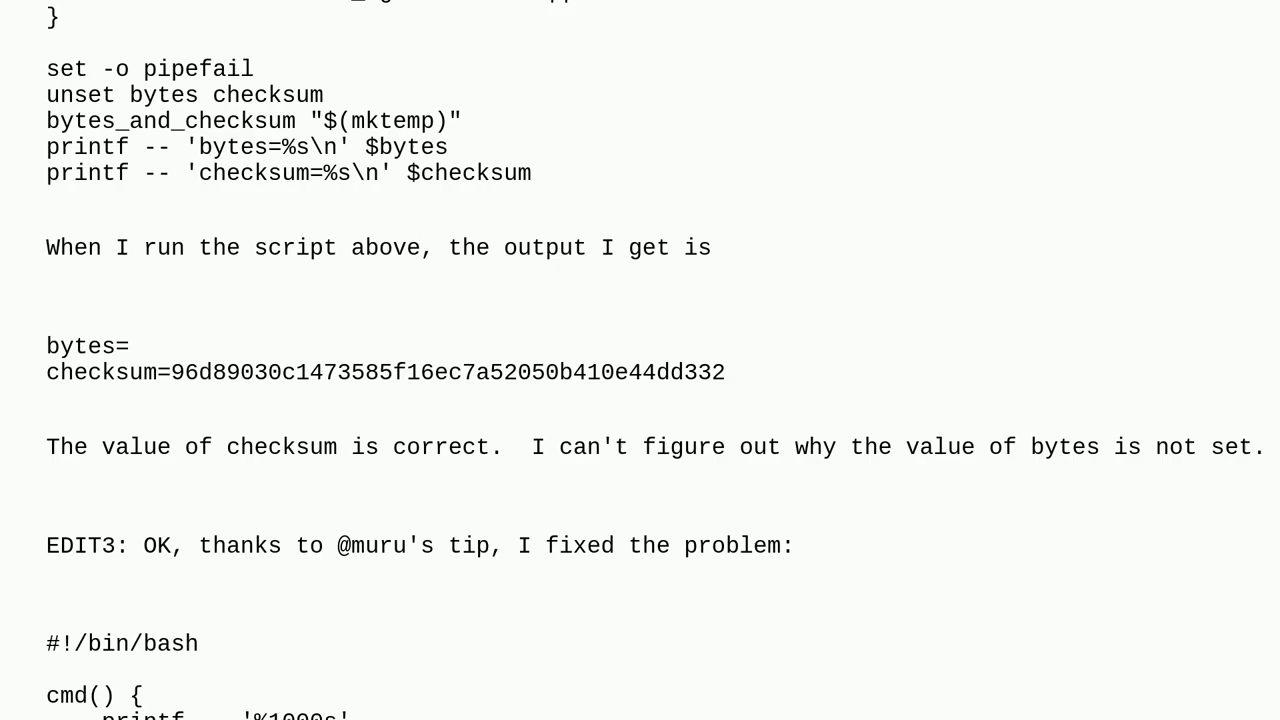 }
set -o pipefail
unset bytes checksum
bytes_and_checksum "$(mktemp)"
printf -- 'bytes=%s\n' $bytes
printf -- 'checksum=%s\n' $checksum
When I run the script above, the output I get is
bytes=
checksum=96d89030c1473585f16ec7a52050b410e44dd332
The value of checksum is correct.  I can't figure out why the value of bytes is not set.
EDIT3: OK, thanks to @muru's tip, I fixed the problem:
#!/bin/bash
cmd() {
    printf -- '%1000s'